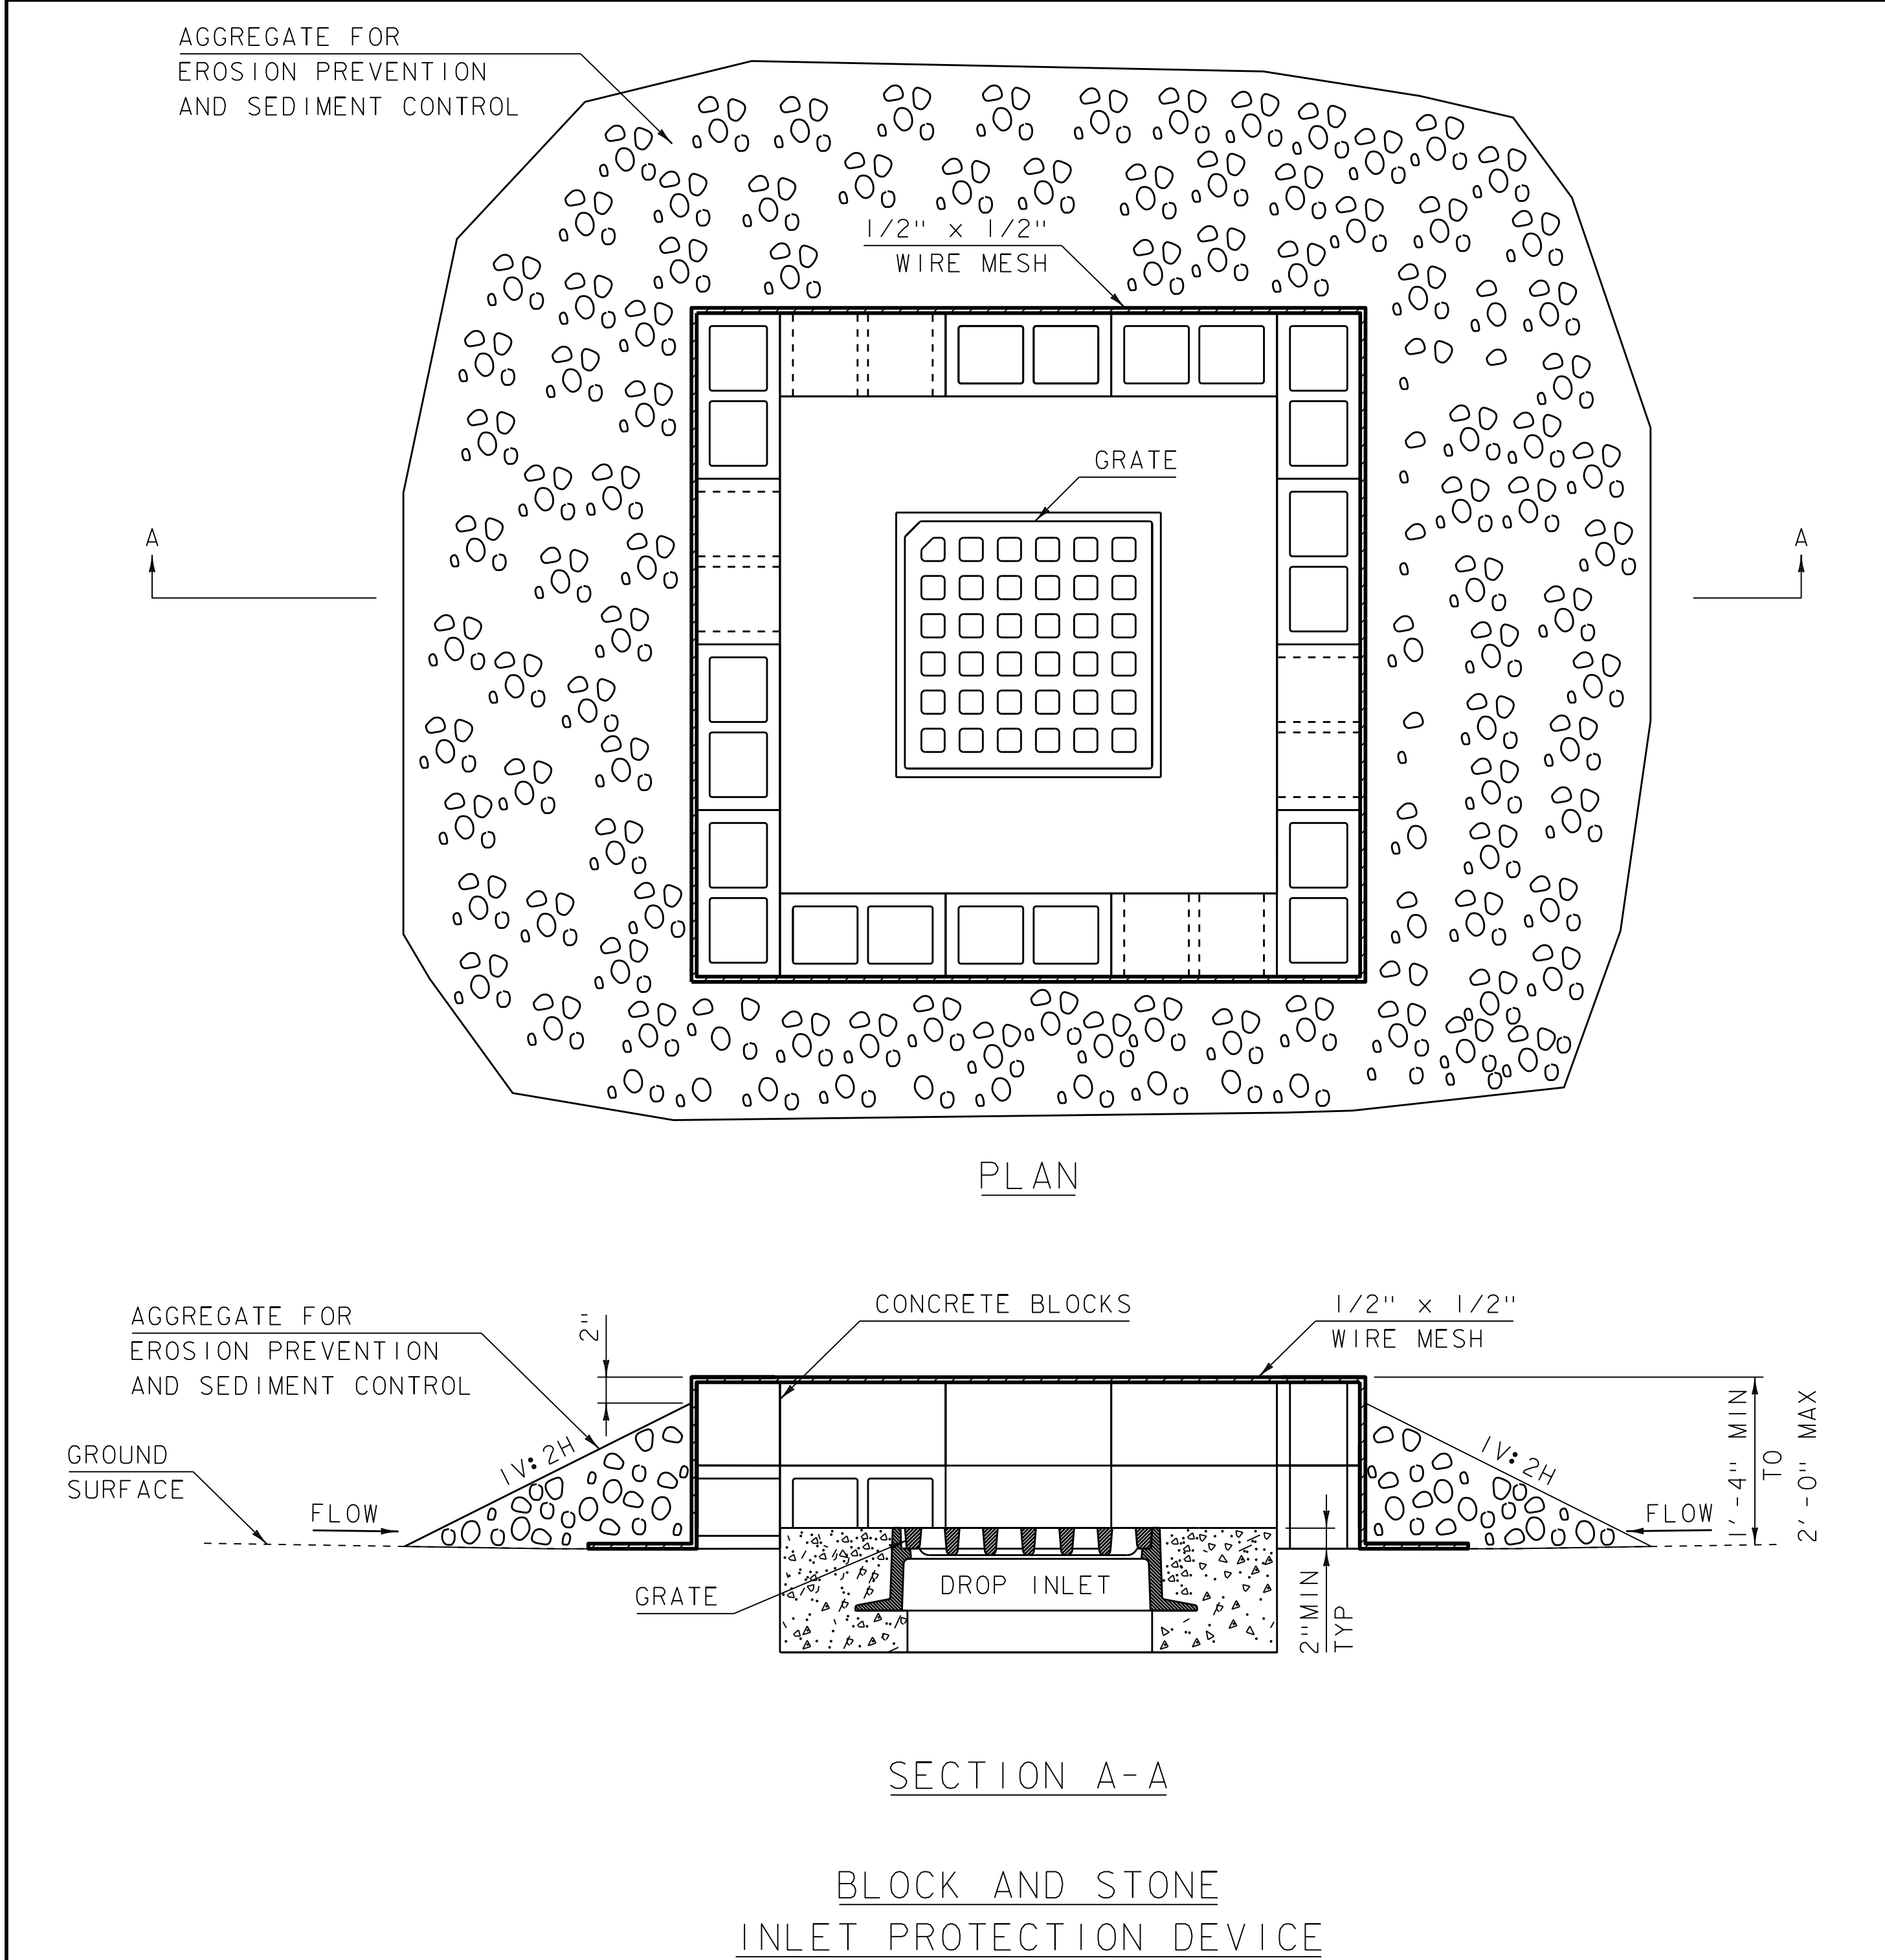 AGGREGATE FOR
EROSION PREVENTION
AND SEDIMENT CONTROL
1/2" x 1/2"
WIRE MESH
GRATE
A
A
PLAN
AGGREGATE FOR
EROSION PREVENTION
AND SEDIMENT CONTROL
2"
CONCRETE BLOCKS
1/2" x 1/2"
WIRE MESH
GROUND
SURFACE
1V:2H
1V:2H
FLOW
FLOW
1'-4" MIN
TO
2'-0" MAX
GRATE
DROP INLET
2"MIN
TYP
SECTION A-A
BLOCK AND STONE
INLET PROTECTION DEVICE